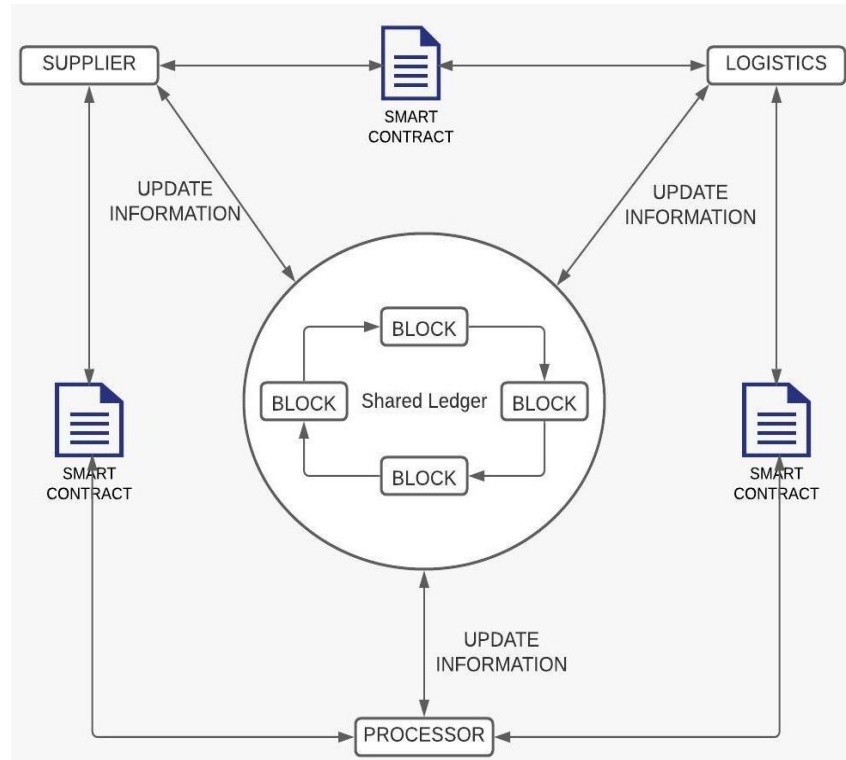 SUPPLIER
LOGISTICS
SMART
CONTRACT
UPDATE
INFORMATION
UPDATE
INFORMATION
BLOCK
BLOCK
Shared Ledger
BLOCK
BLOCK
SMART
CONTRACT
SMART
CONTRACT
UPDATE
INFORMATION
PROCESSOR